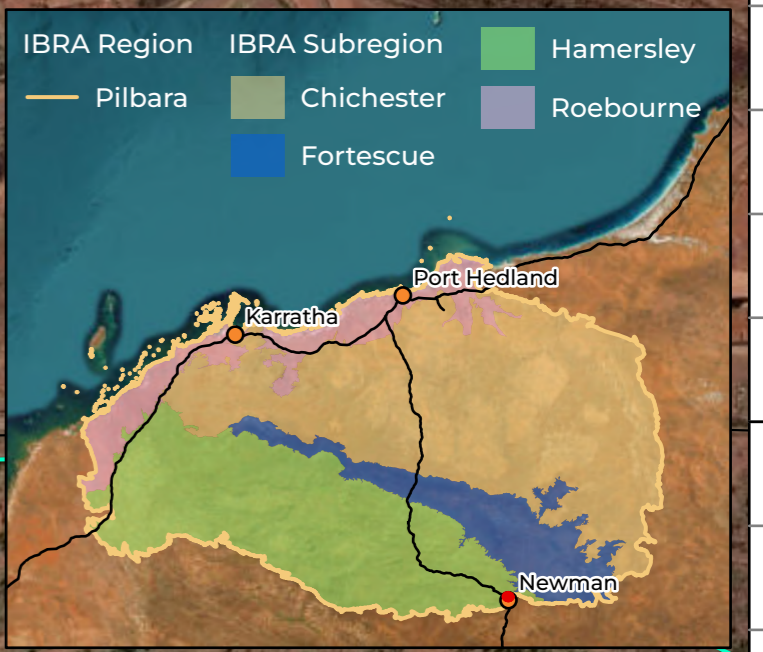 IBRA Region
Pilbara
IBRA Subregion
Chichester
Fortescue
Hamersley
Roebourne
Port Hedland
Karratha
Newman